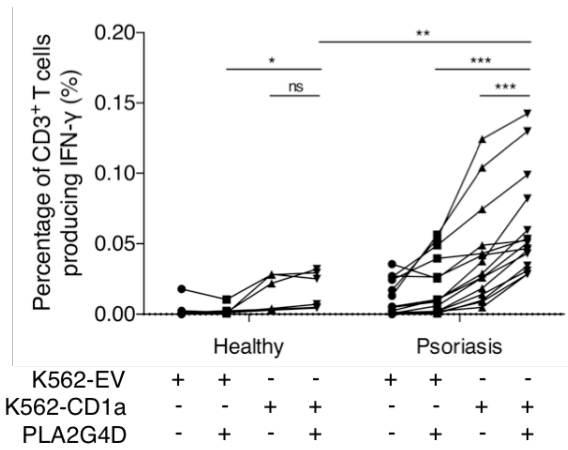 Percentage of CD3⁺ T cells
producing IFN-γ (%)
0.20
0.15
0.10
0.05
0.00
**
* ***
ns ***
Healthy Psoriasis
K562-EV + + - - + + - -
K562-CD1a - - + + - - + +
PLA2G4D - + - + - + - +